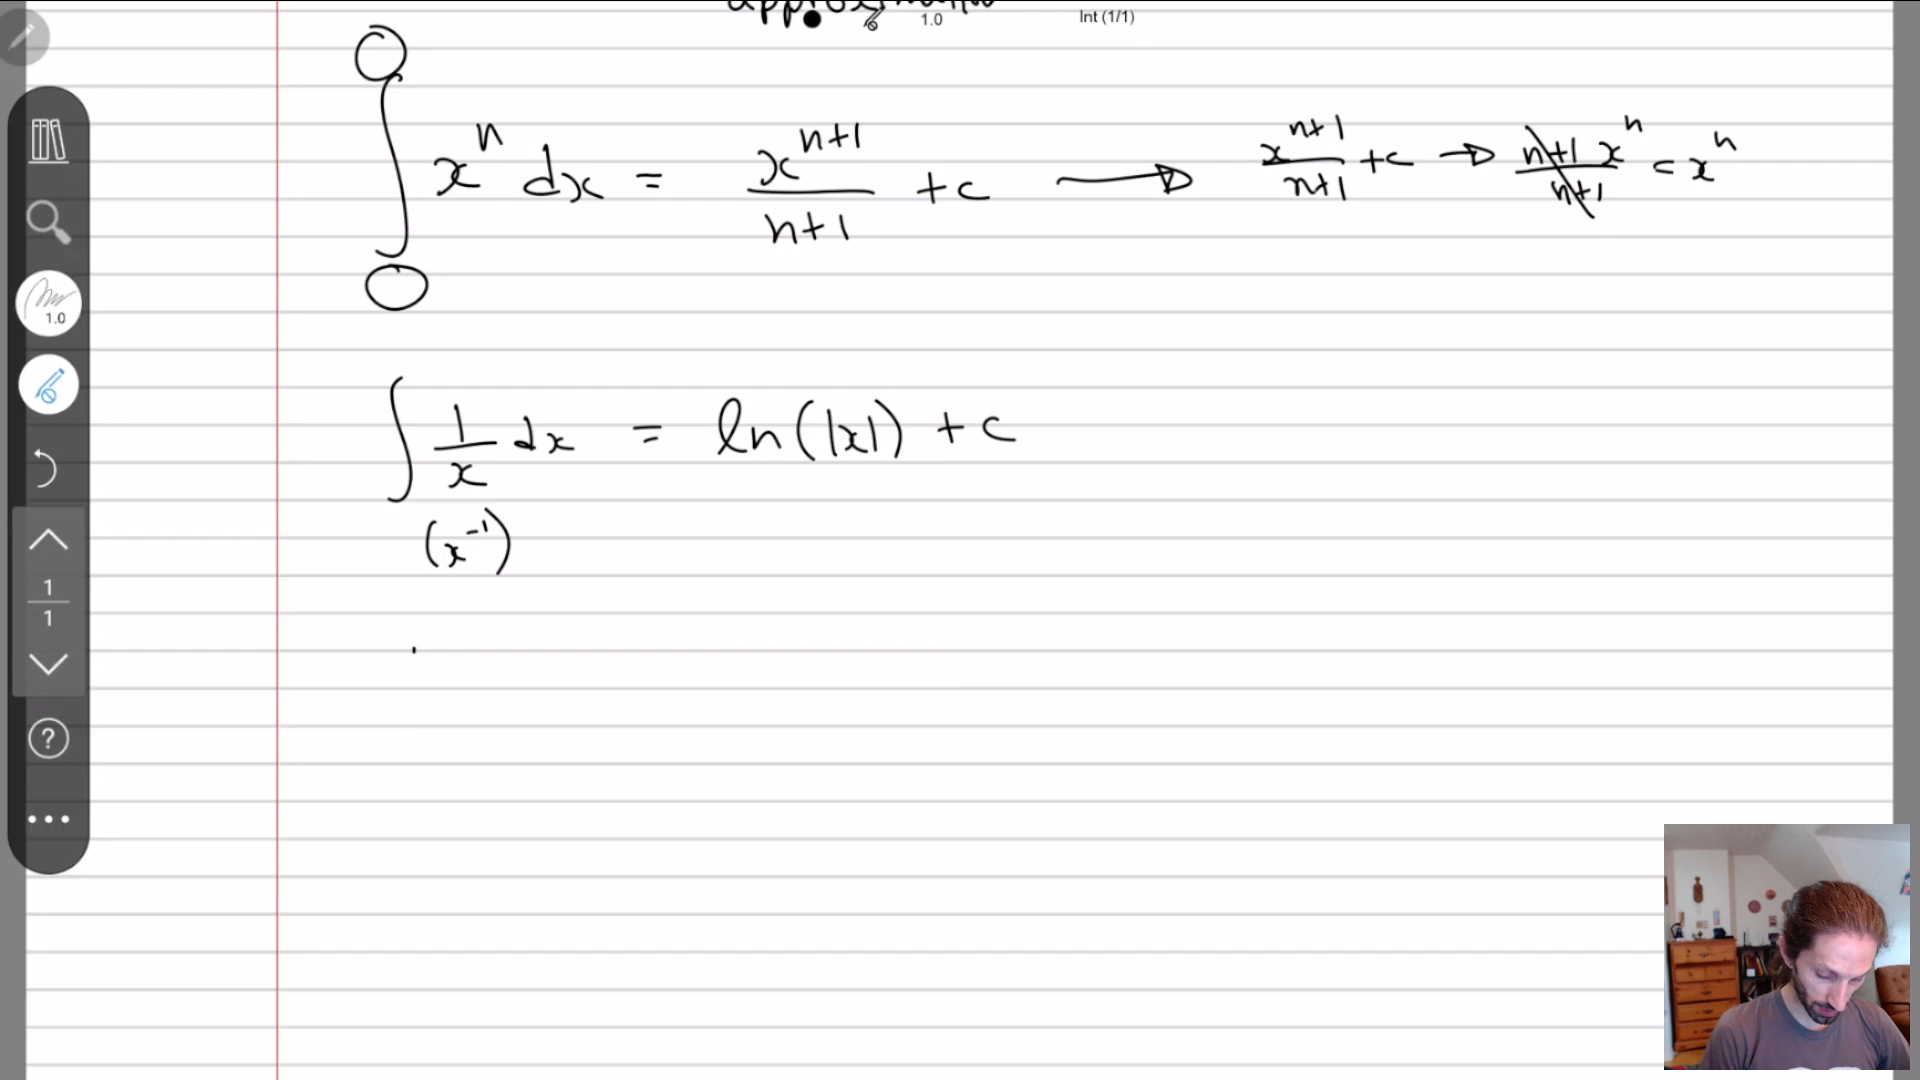 1.0 Int (1/1)
∫ xⁿ dx = xⁿ⁺¹/n+1 + c → xⁿ⁺¹/n+1 + c → n+1 xⁿ/n+1 = xⁿ
1.0
∫ 1/x dx = ln(|x|) + c
(x⁻¹)
1
1
?